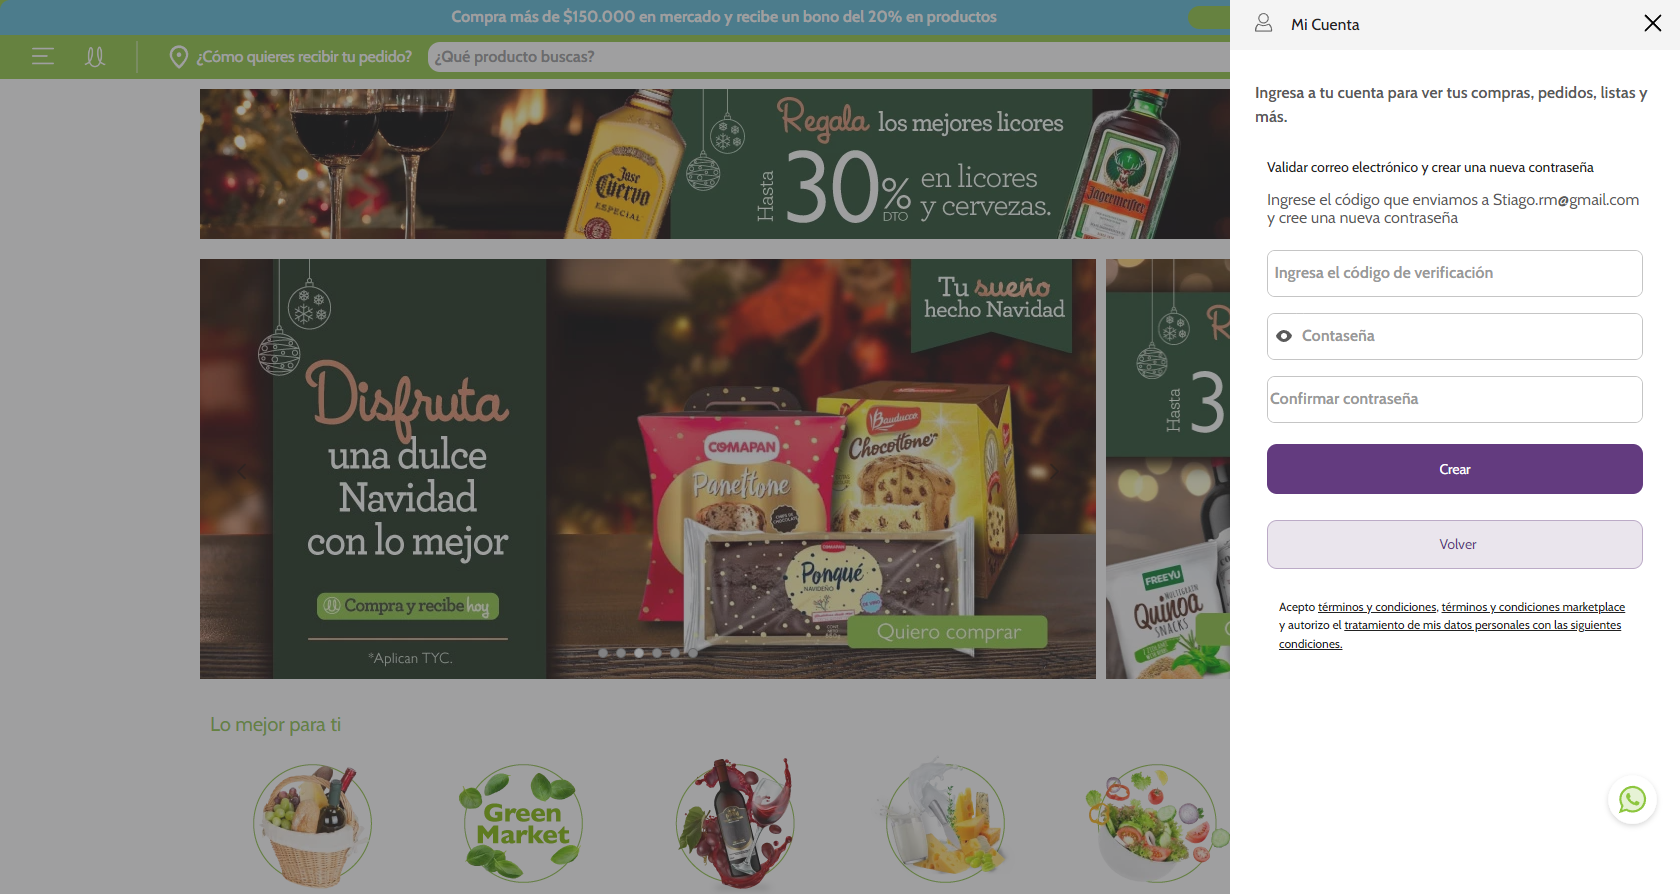 Compra más de $150.000 en mercado y recibe un bono del 20% en productos
¿Cómo quieres recibir tu pedido?
¿Qué producto buscas?
Regala los mejores licores
Hasta 30% DTO en licores
y cervezas.
Jose
Cuervo
ESPECIAL
Jägermeister
Disfruta
una dulce
Navidad
con lo mejor
Compra y recibe hoy
*Aplican TYC.
Tu sueño
hecho Navidad
COMAPAN
Panettone
CHIPS DE CHOCOLATE
Bauducco
Chocottone
COMAPAN
Ponqué
NAVIDEÑO
Quiero comprar
R
Hasta 3
FREEYU
MULTIGRAIN
Quinoa
SNACKS
Lo mejor para ti
Green
Market
Mi Cuenta
Ingresa a tu cuenta para ver tus compras, pedidos, listas y
más.
Validar correo electrónico y crear una nueva contraseña
Ingrese el código que enviamos a Stiago.rm@gmail.com
y cree una nueva contraseña
Ingresa el código de verificación
Contaseña
Confirmar contraseña
Crear
Volver
Acepto términos y condiciones, términos y condiciones marketplace
y autorizo el tratamiento de mis datos personales con las siguientes
condiciones.